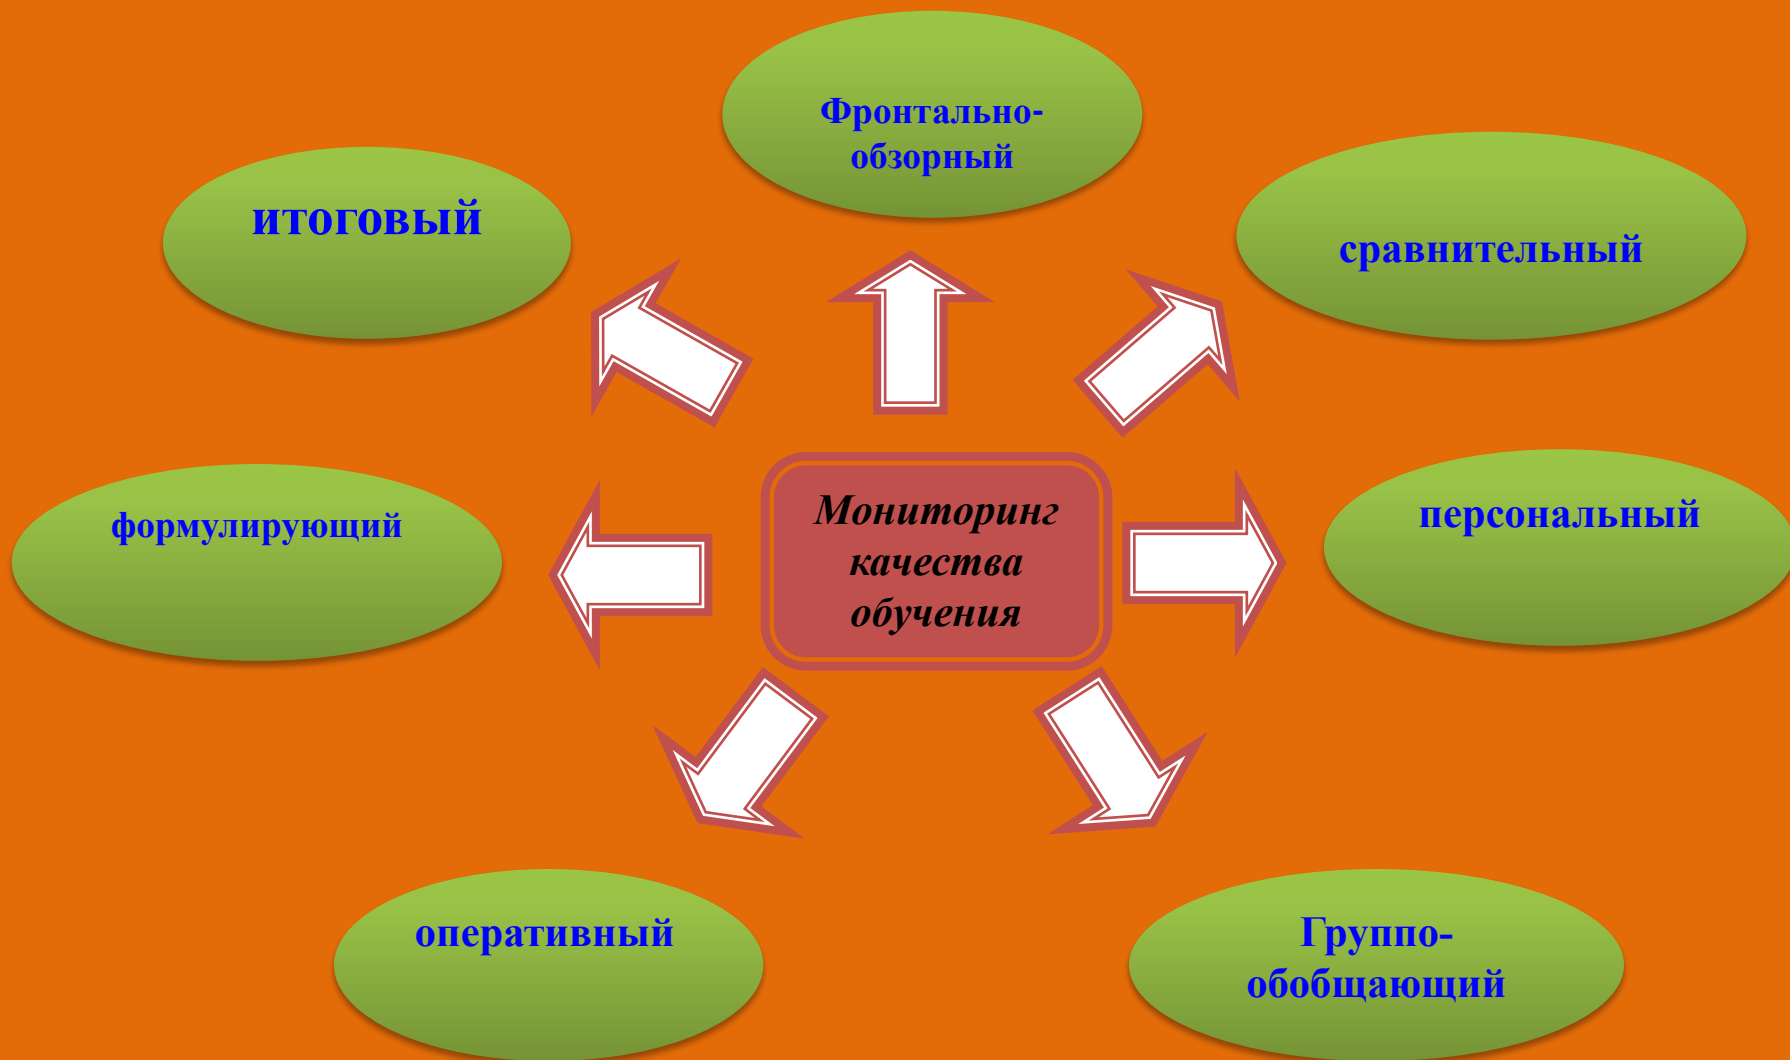 Фронтально-
обзорный
итоговый
сравнительный
формулирующий
Мониторинг
качества
обучения
персональный
оперативный
Группо-
обобщающий